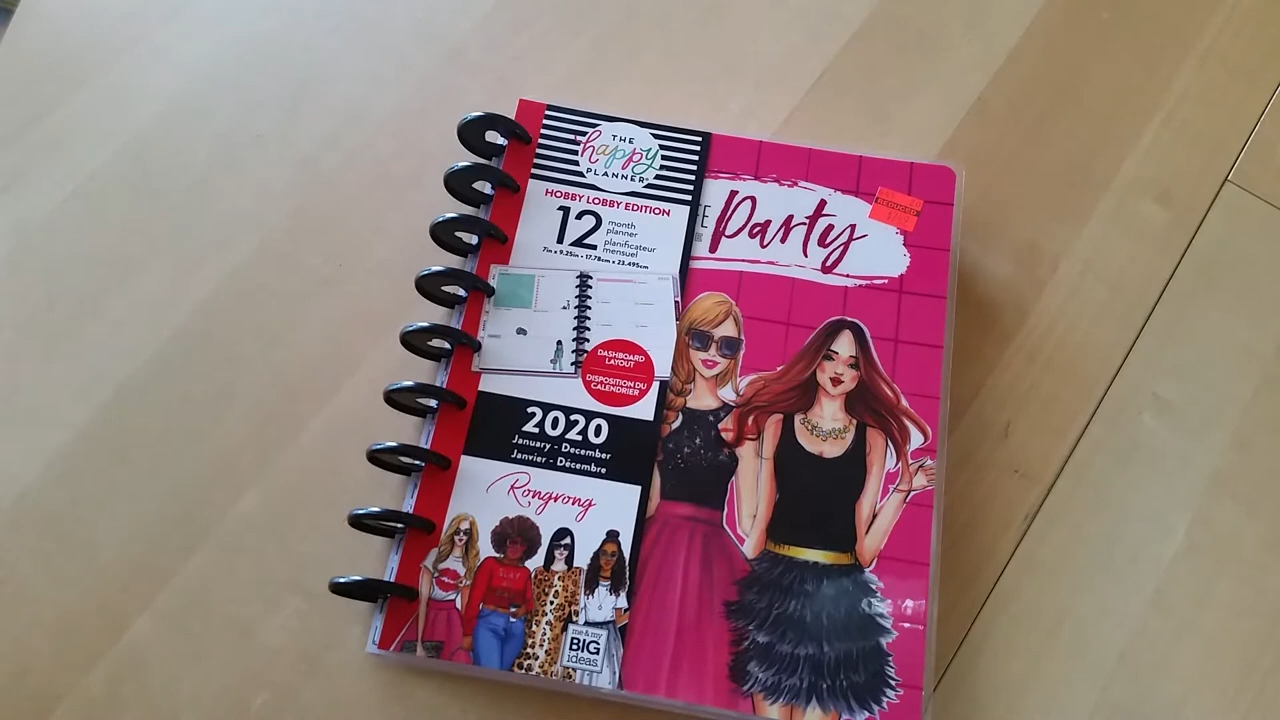 THE
happy
PLANNER®
HOBBY LOBBY EDITION
12
month
planner
planificateur
mensuel
7in x 9.25in • 17.78cm x 23.495cm
DASHBOARD
LAYOUT
DISPOSITION DU
CALENDRIER
2020
January - December
Janvier - Décembre
Rongrong
SLAY
me & my
BIG
ideas.
Party
REDUCED